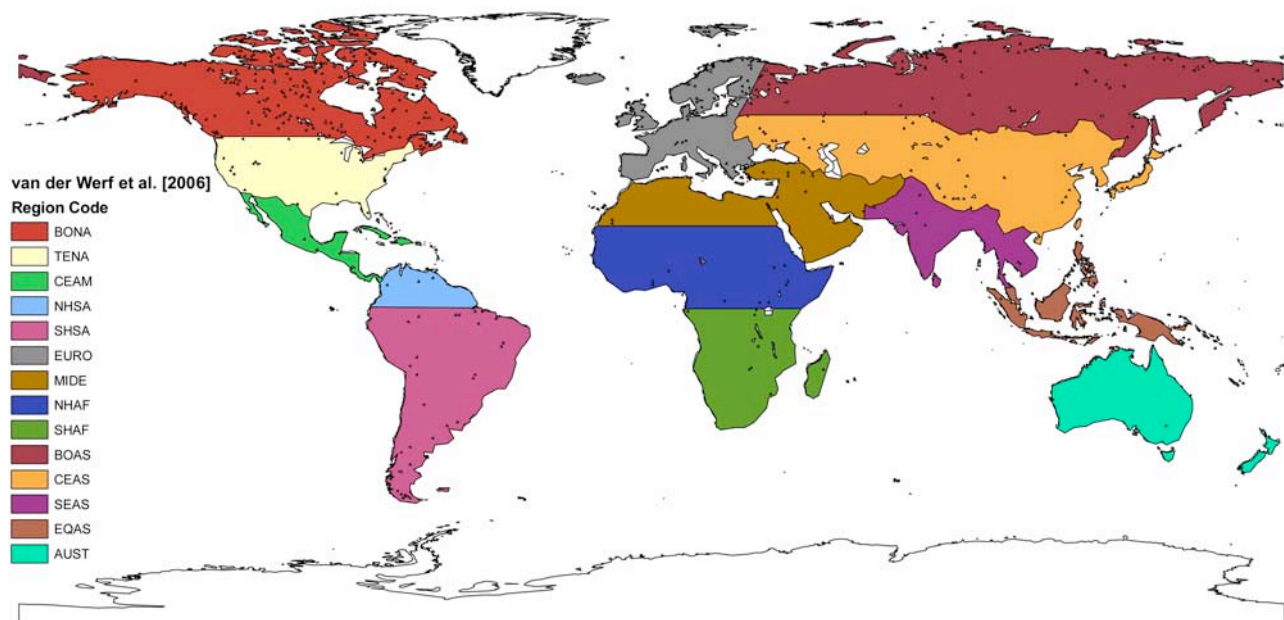 van der Werf et al. [2006]
Region Code
BONA
TENA
CEAM
NHSA
SHSA
EURO
MIDE
NHAF
SHAF
BOAS
CEAS
SEAS
EQAS
AUST